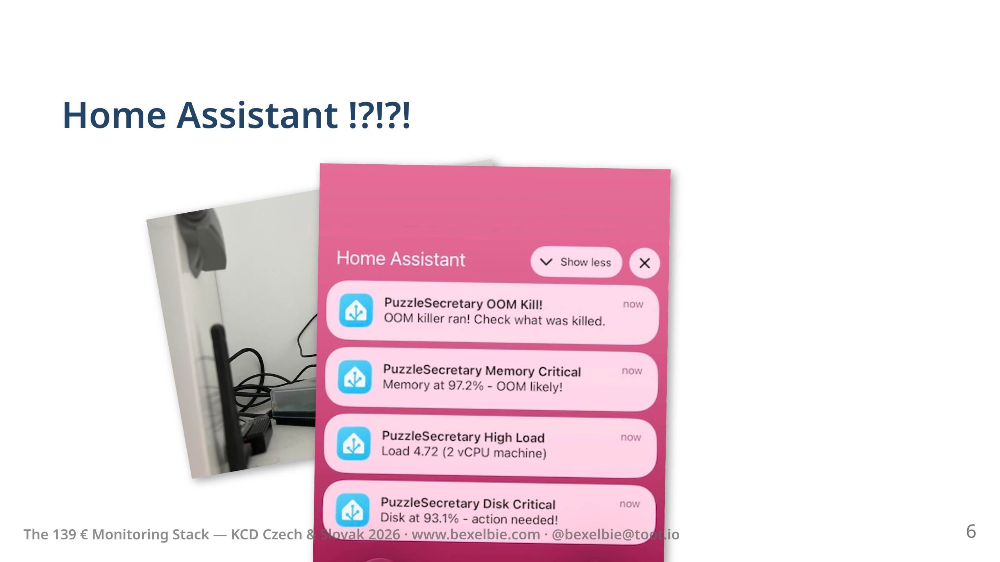 Home Assistant !?!?!
Home Assistant
Show less
PuzzleSecretary OOM Kill!
now
OOM killer ran! Check what was killed.
PuzzleSecretary Memory Critical
now
Memory at 97.2% - OOM likely!
PuzzleSecretary High Load
now
Load 4.72 (2 vCPU machine)
PuzzleSecretary Disk Critical
now
Disk at 93.1% - action needed!
The 139 € Monitoring Stack — KCD Czech & Slovak 2026 · www.bexelbie.com · @bexelbie@toot.io
6